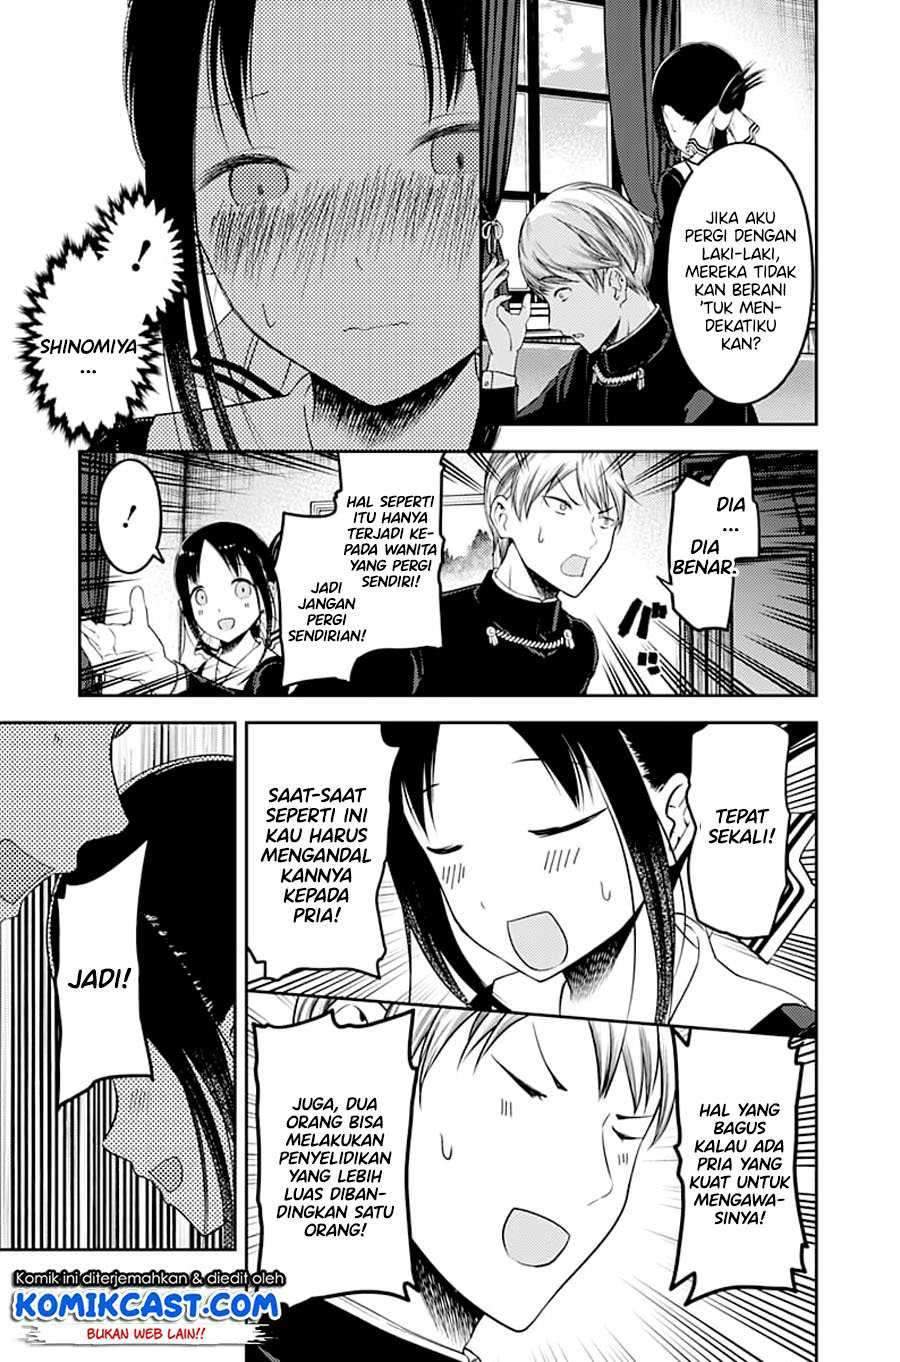 JIKA AKU
PERGI DENGAN
LAKI-LAKI,
MEREKA TIDAK
KAN BERANI
'TUK MEN-
DEKATIKU
KAN?
!
SHINOMIYA
...
DIA
...
DIA
BENAR.
HAL SEPERTI
ITU HANYA
TERJADI KE-
PADA WANITA
YANG PERGI
SENDIRI!
JADI
JANGAN
PERGI
SENDIRIAN!
!
TEPAT
SEKALI!
SAAT-SAAT
SEPERTI INI
KAU HARUS
MENGANDAL
KANNYA
KEPADA
PRIA!
HAL YANG
BAGUS
KALAU ADA
PRIA YANG
KUAT UNTUK
MENGAWA-
SINYA!
JUGA, DUA
ORANG BISA
MELAKUKAN
PENYELIDIKAN
YANG LEBIH
LUAS DIBAN-
DINGKAN SATU
ORANG!
JADI!
Komik ini diterjemahkan & diedit oleh
KOMIKCAST.COM
BUKAN WEB LAIN!!